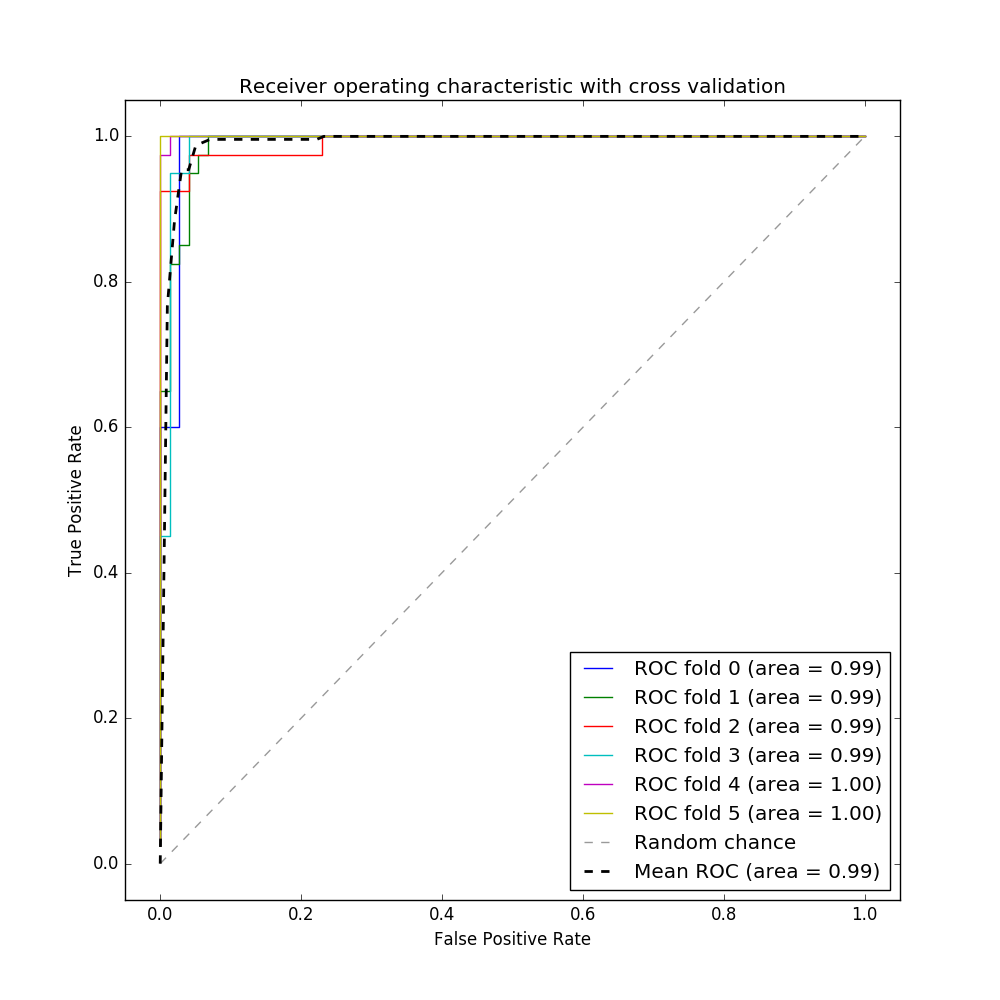 Receiver operating characteristic with cross validation
1.0
0.8
0.6
0.4
0.2
0.0
True Positive Rate
ROC fold 0 (area = 0.99)
ROC fold 1 (area = 0.99)
ROC fold 2 (area = 0.99)
ROC fold 3 (area = 0.99)
ROC fold 4 (area = 1.00)
ROC fold 5 (area = 1.00)
Random chance
Mean ROC (area = 0.99)
0.0 0.2 0.4 0.6 0.8 1.0
False Positive Rate